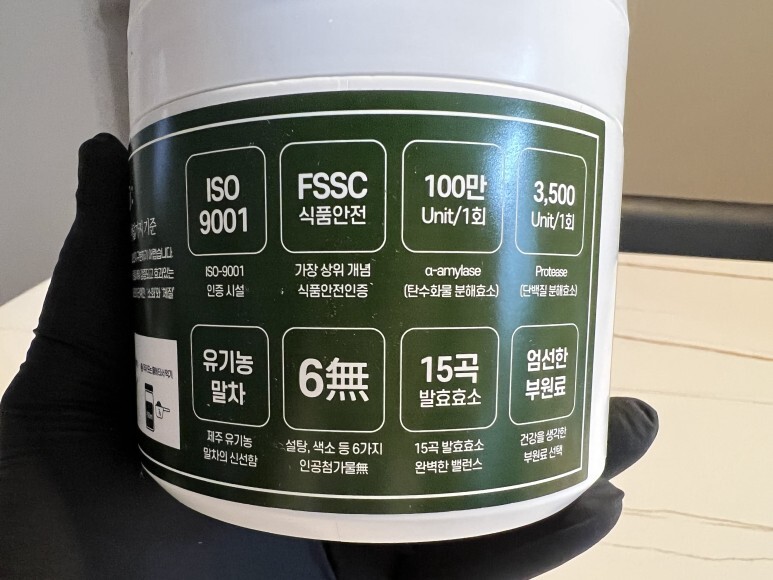 ISO
9001
ISO-9001
인증 시설
FSSC
식품안전
가장 상위 개념
식품안전인증
100만
Unit/1회
α-amylase
(탄수화물 분해효소)
3,500
Unit/1회
Protease
(단백질 분해효소)
유기농
말차
제주 유기농
말차의 신선함
6無
설탕, 색소 등 6가지
인공첨가물無
15곡
발효효소
15곡 발효효소
완벽한 밸런스
엄선한
부원료
건강을 생각한
부원료 선택
기준